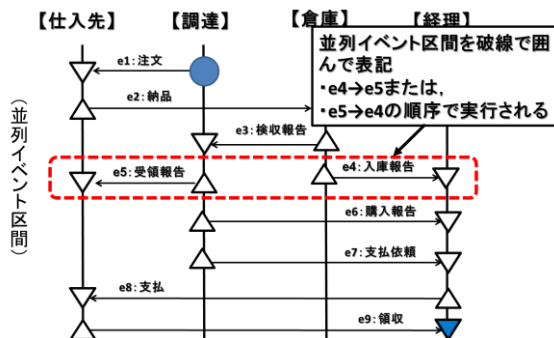 【仕入先】 【調達】 【倉庫】 【経理】
並列イベント区間を破線で囲
んで表記
・e4→e5または,
・e5→e4の順序で実行される
e1:注文
e2:納品
e3:検収報告
e5:受領報告
e4:入庫報告
e6:購入報告
e7:支払依頼
e8:支払
e9:領収
（並列イベント区間）